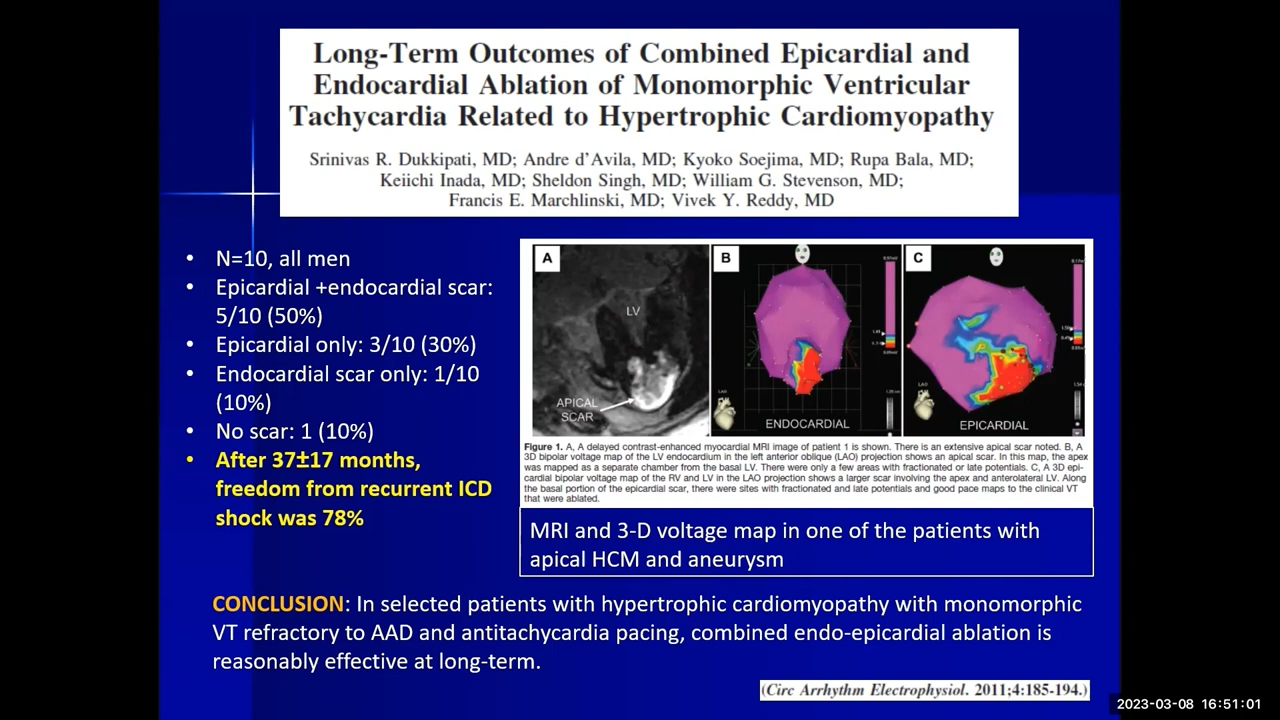 Long-Term Outcomes of Combined Epicardial and
Endocardial Ablation of Monomorphic Ventricular
Tachycardia Related to Hypertrophic Cardiomyopathy
Srinivas R. Dukkipati, MD; Andre d'Avila, MD; Kyoko Soejima, MD; Rupa Bala, MD;
Keiichi Inada, MD; Sheldon Singh, MD; William G. Stevenson, MD;
Francis E. Marchlinski, MD; Vivek Y. Reddy, MD
• N=10, all men
• Epicardial +endocardial scar:
5/10 (50%)
• Epicardial only: 3/10 (30%)
• Endocardial scar only: 1/10
(10%)
• No scar: 1 (10%)
• After 37±17 months,
freedom from recurrent ICD
shock was 78%
A
LV
APICAL
SCAR
B
LAO
ENDOCARDIAL
C
LAO
EPICARDIAL
Figure 1. A, A delayed contrast-enhanced myocardial MRI image of patient 1 is shown. There is an extensive apical scar noted. B, A
3D bipolar voltage map of the LV endocardium in the left anterior oblique (LAO) projection shows an apical scar. In this map, the apex
was mapped as a separate chamber from the basal LV. There were only a few areas with fractionated or late potentials. C, A 3D epi-
cardial bipolar voltage map of the RV and LV in the LAO projection shows a larger scar involving the apex and anterolateral LV. Along
the basal portion of the epicardial scar, there were sites with fractionated and late potentials and good pace maps to the clinical VT
that were ablated.
MRI and 3-D voltage map in one of the patients with
apical HCM and aneurysm
CONCLUSION: In selected patients with hypertrophic cardiomyopathy with monomorphic
VT refractory to AAD and antitachycardia pacing, combined endo-epicardial ablation is
reasonably effective at long-term.
(Circ Arrhythm Electrophysiol. 2011;4:185-194.)
2023-03-08 16:51:01